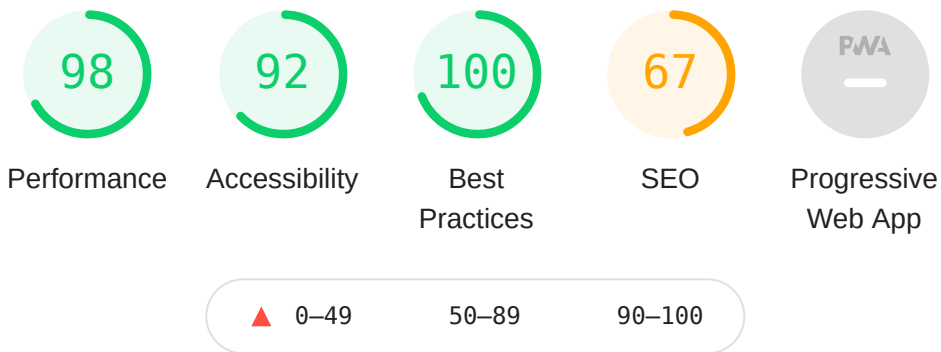 98 92 100 67 PWA
Performance Accessibility Best Practices SEO Progressive Web App
0–49 50–89 90–100